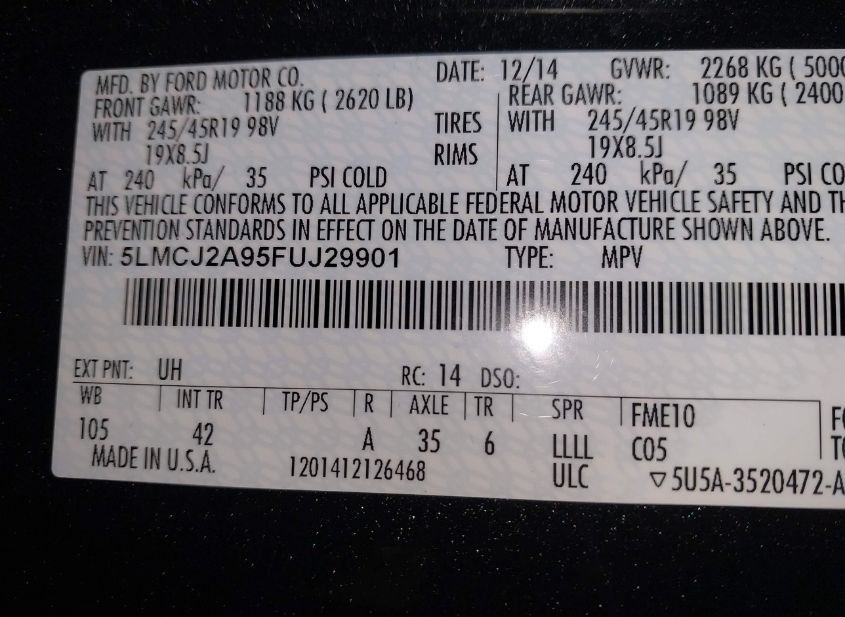 MFD. BY FORD MOTOR CO. DATE: 12/14 GVWR: 2268 KG ( 5000
FRONT GAWR: 1188 KG ( 2620 LB) REAR GAWR: 1089 KG ( 2400
WITH 245/45R19 98V TIRES WITH 245/45R19 98V
19X8.5J RIMS 19X8.5J
AT 240 kPa/ 35 PSI COLD AT 240 kPa/ 35 PSI CO
THIS VEHICLE CONFORMS TO ALL APPLICABLE FEDERAL MOTOR VEHICLE SAFETY AND TH
PREVENTION STANDARDS IN EFFECT ON THE DATE OF MANUFACTURE SHOWN ABOVE.
VIN: 5LMCJ2A95FUJ29901 TYPE: MPV
EXT PNT: UH RC: 14 DSO:
WB INT TR TP/PS R AXLE TR SPR FME10
105 42 A 35 6 LLLL C05
MADE IN U.S.A. 1201412126468 ULC ▽5U5A-3520472-A